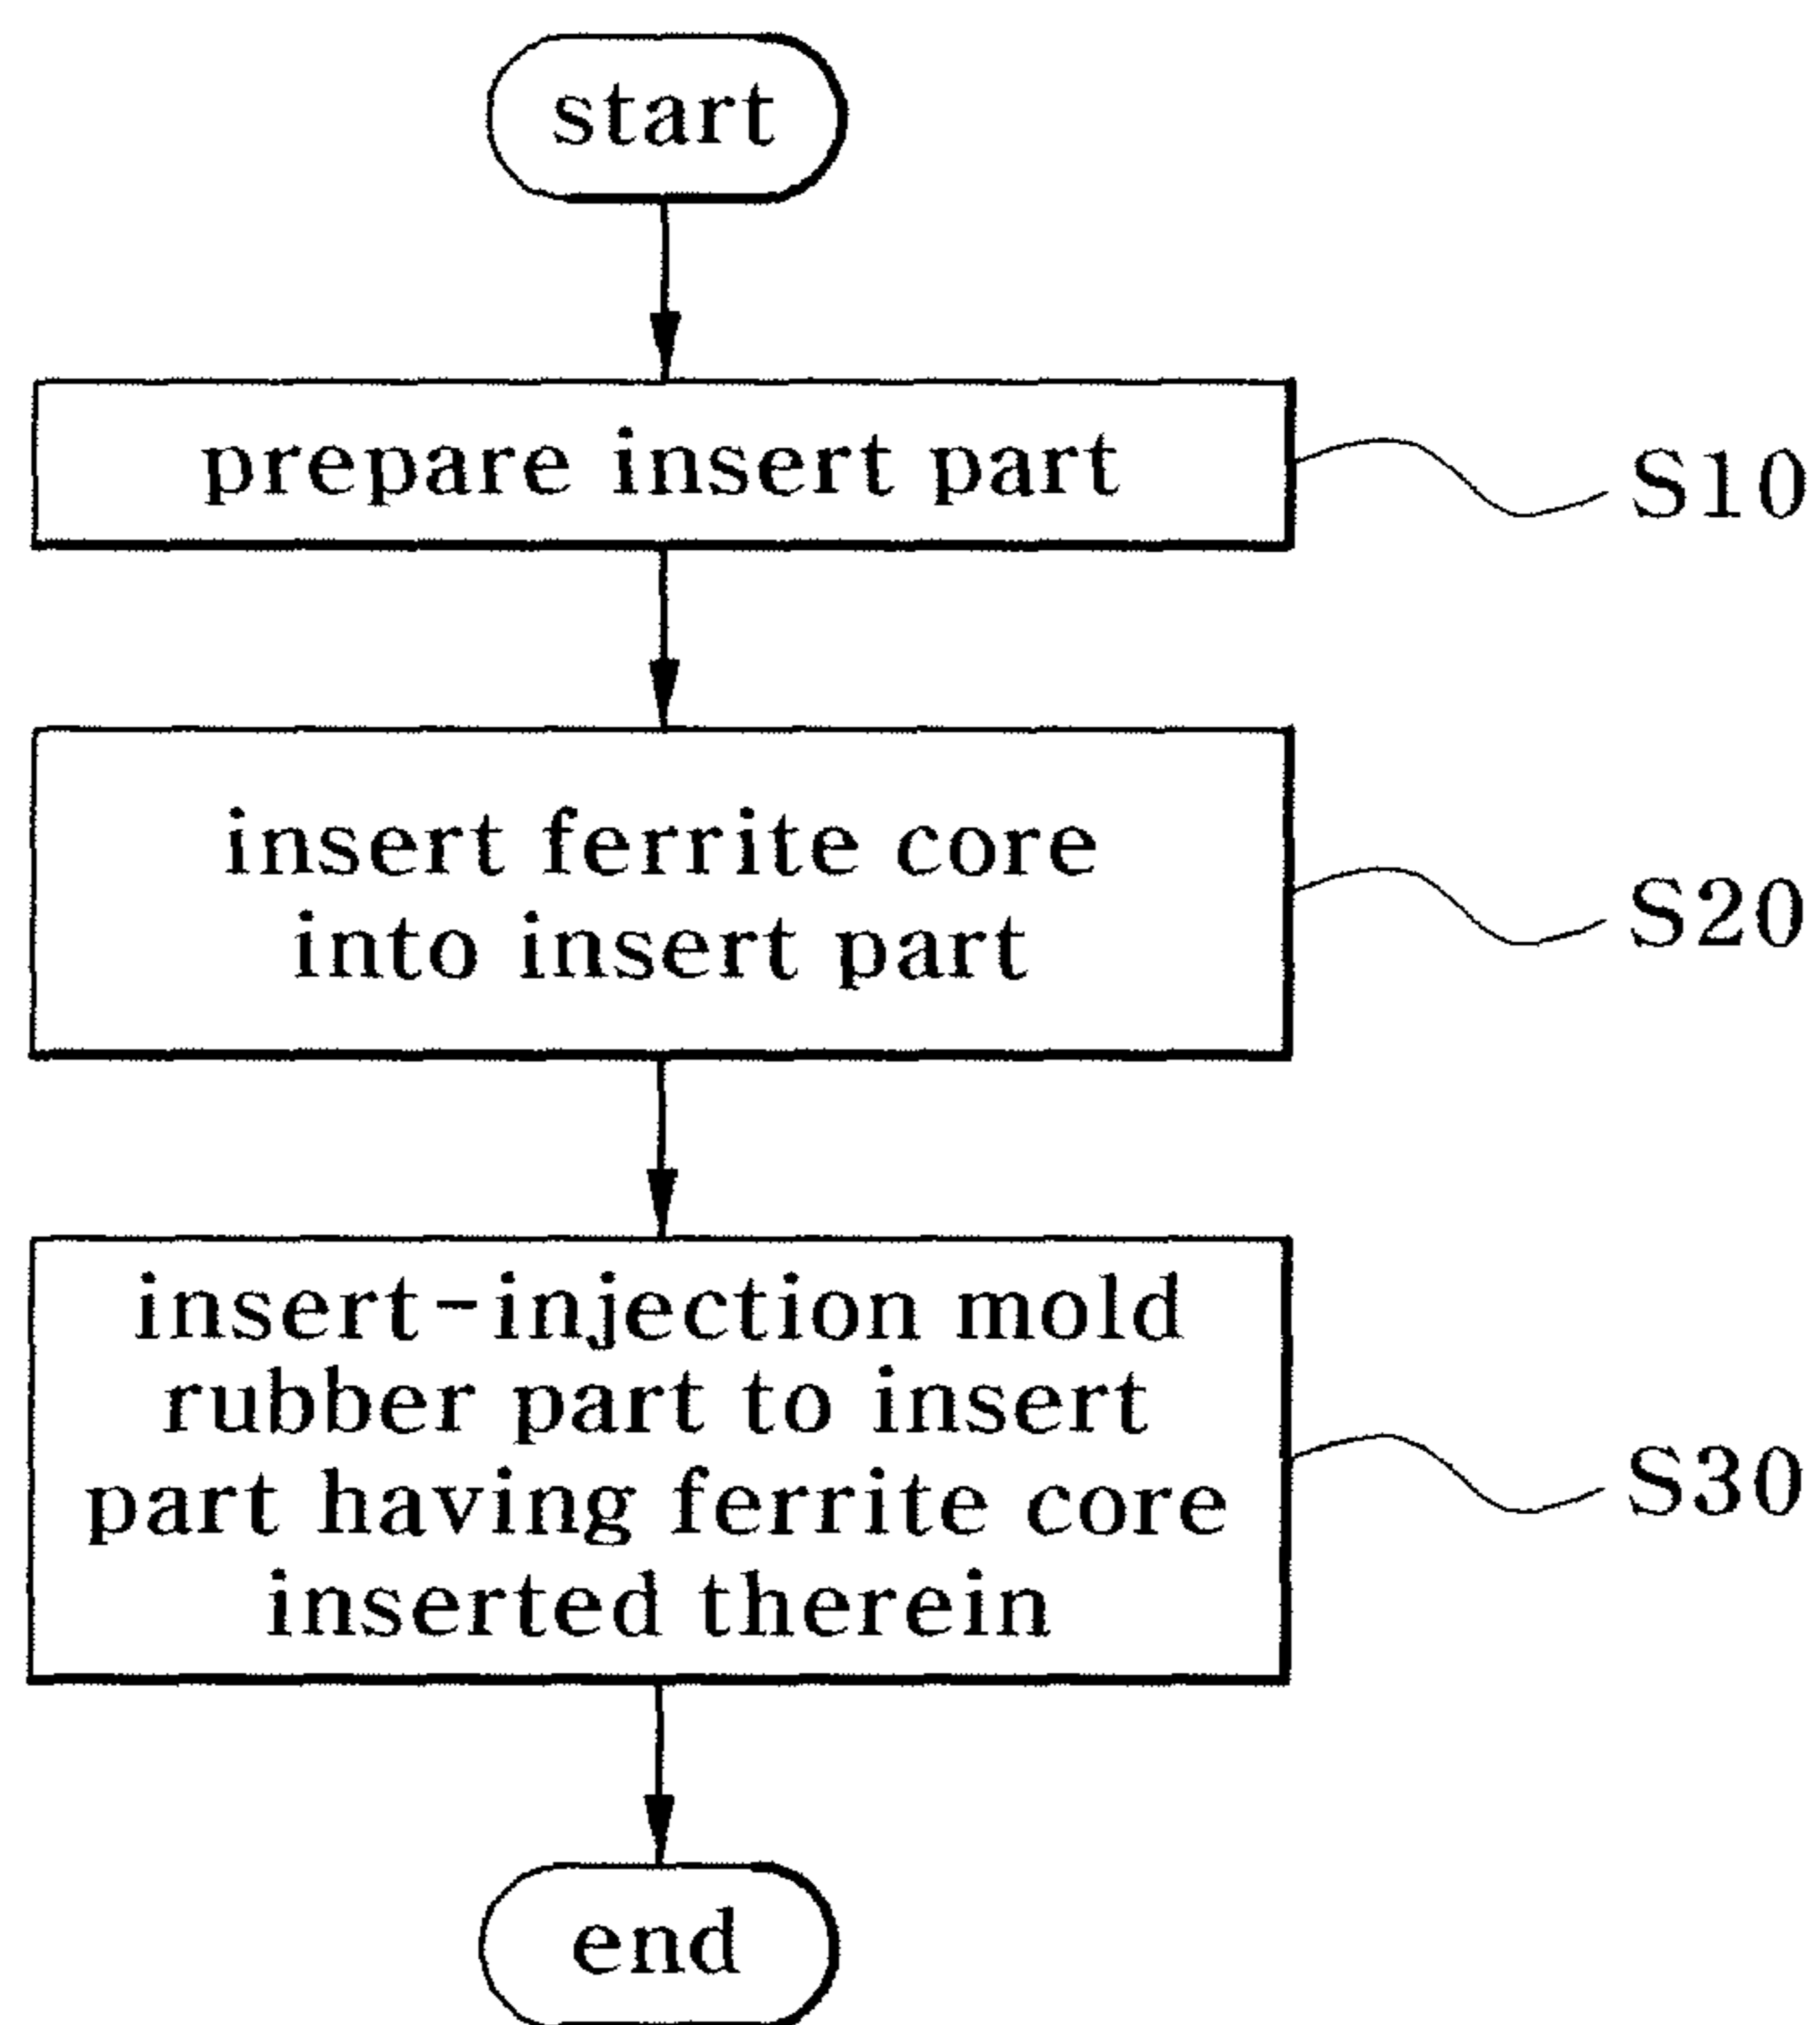 start
prepare insert part
S10
insert ferrite core
into insert part
S20
insert-injection mold
rubber part to insert
part having ferrite core
inserted therein
S30
end